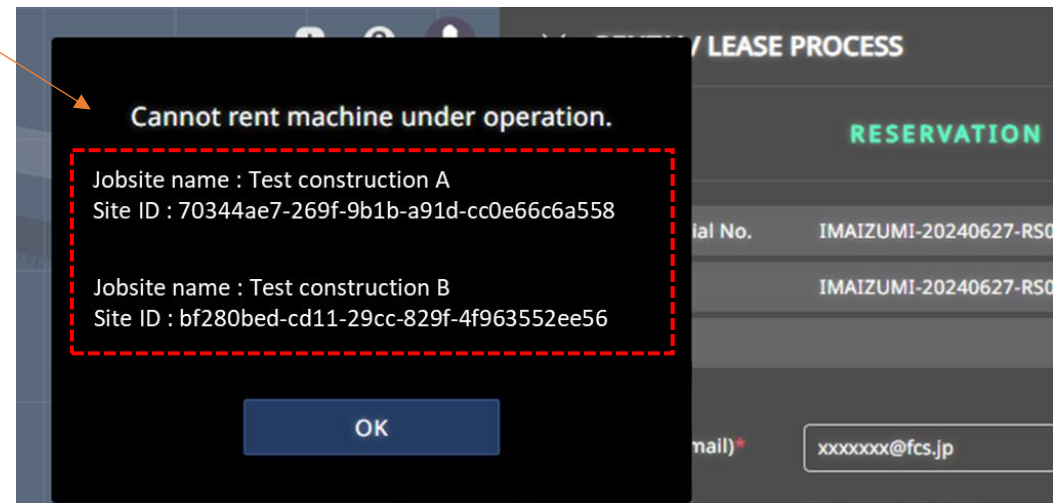 / LEASE PROCESS
Cannot rent machine under operation.
RESERVATION
Jobsite name : Test construction A
Site ID : 70344ae7-269f-9b1b-a91d-cc0e66c6a558
ial No.
IMAIZUMI-20240627-RS0
Jobsite name : Test construction B
Site ID : bf280bed-cd11-29cc-829f-4f963552ee56
IMAIZUMI-20240627-RS0
OK
mail)*
xxxxxxx@fcs.jp